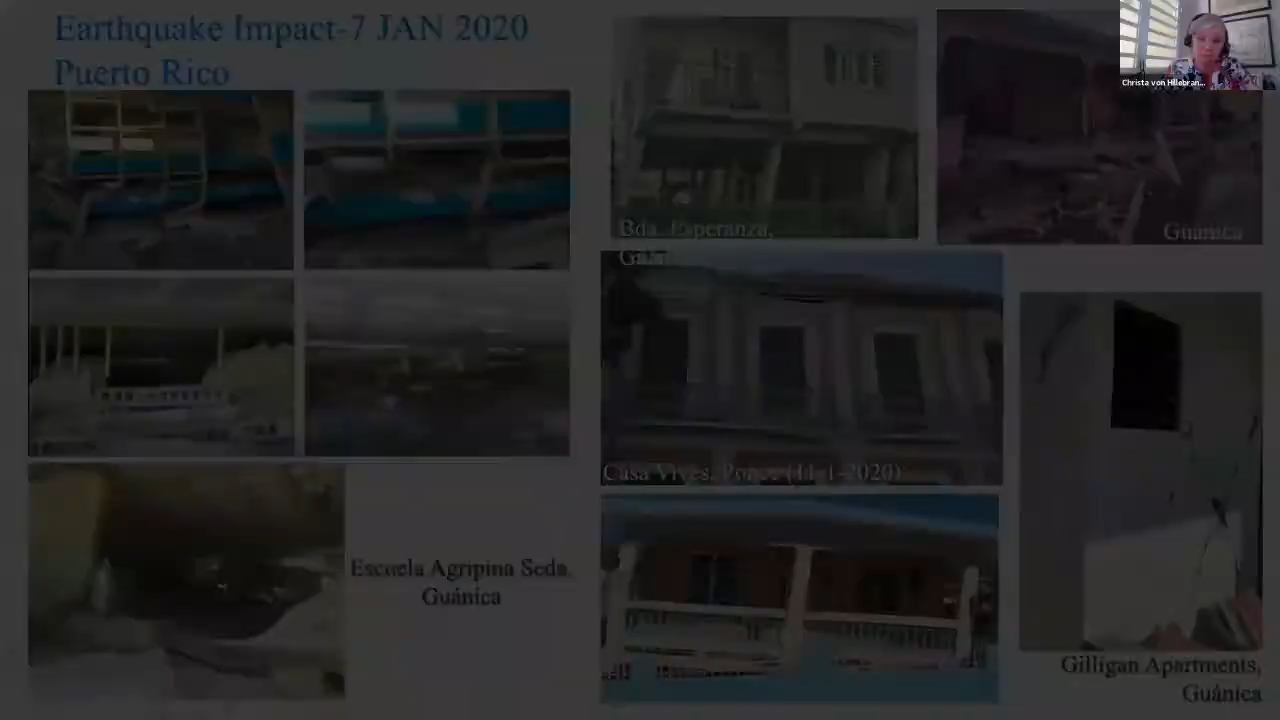 Earthquake Impact-7 JAN 2020
Puerto Rico
Christa von Hillebran...
Bda. Esperanza,
Guánica
Casa Vives, Ponce (11-1-2020)
Escuela Agripina Seda,
Guánica
Gilligan Apartments,
Guánica